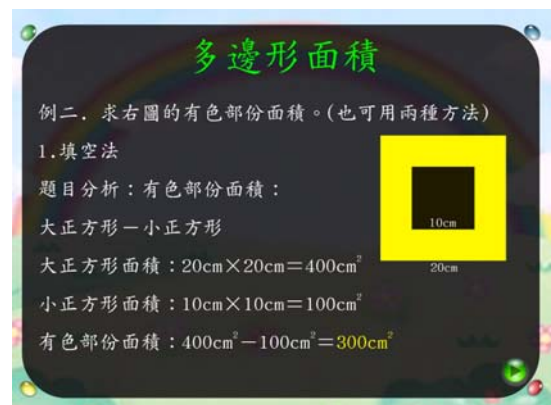 多邊形面積
例二．求右圖的有色部份面積。(也可用兩種方法)
1.填空法
題目分析：有色部份面積：
大正方形－小正方形
10cm
大正方形面積：20cm×20cm＝400cm²
20cm
小正方形面積：10cm×10cm＝100cm²
有色部份面積：400cm²－100cm²＝300cm²